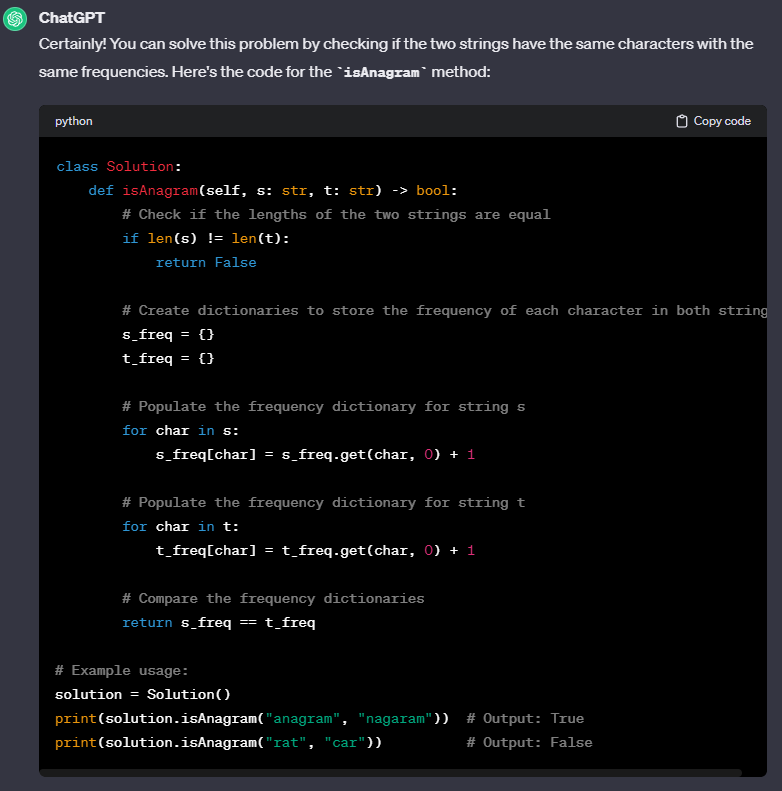 ChatGPT
Certainly! You can solve this problem by checking if the two strings have the same characters with the
same frequencies. Here's the code for the `isAnagram` method:
python
Copy code
class Solution:
    def isAnagram(self, s: str, t: str) -> bool:
        # Check if the lengths of the two strings are equal
        if len(s) != len(t):
            return False
        # Create dictionaries to store the frequency of each character in both string
        s_freq = {}
        t_freq = {}
        # Populate the frequency dictionary for string s
        for char in s:
            s_freq[char] = s_freq.get(char, 0) + 1
        # Populate the frequency dictionary for string t
        for char in t:
            t_freq[char] = t_freq.get(char, 0) + 1
        # Compare the frequency dictionaries
        return s_freq == t_freq
# Example usage:
solution = Solution()
print(solution.isAnagram("anagram", "nagaram"))  # Output: True
print(solution.isAnagram("rat", "car"))          # Output: False